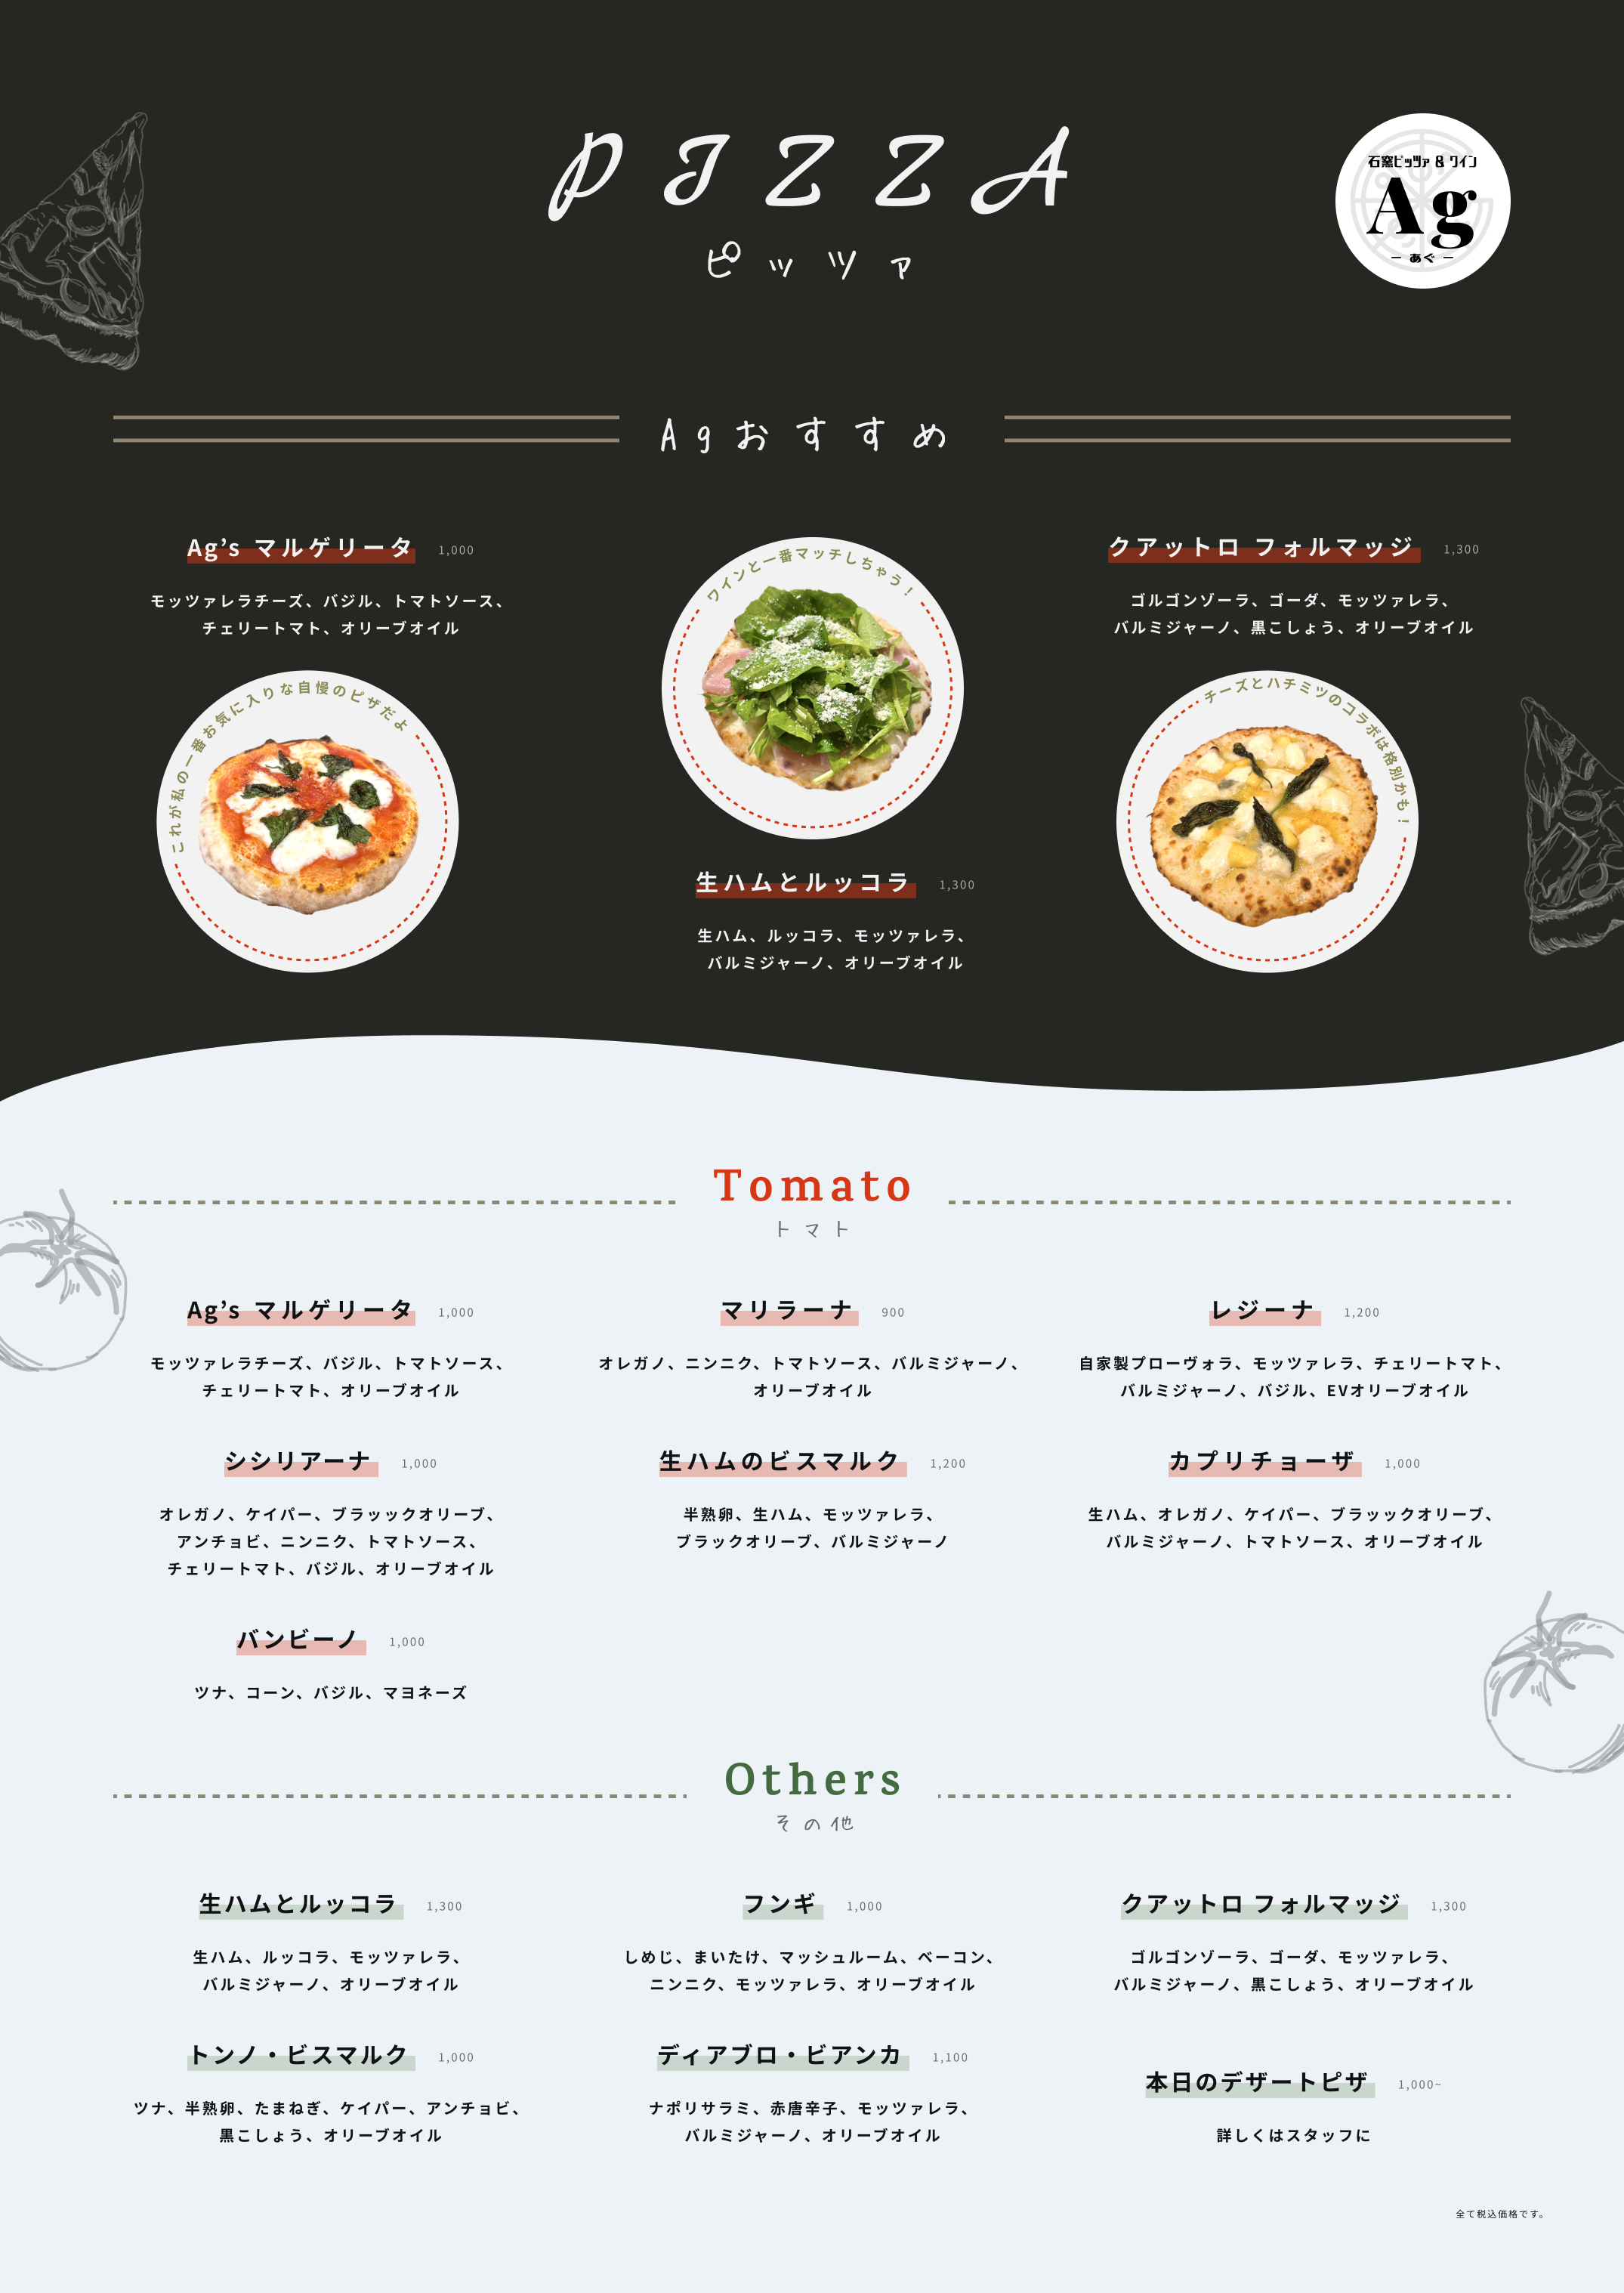 PIZZA
ピッツァ
石窯ピッツァ & ワイン
Ag
ー あぐ ー
Agおすすめ
Ag’s マルゲリータ 1,000
モッツァレラチーズ、バジル、トマトソース、
チェリートマト、オリーブオイル
これが私の一番お気に入りな自慢のピザだよ
ワインと一番マッチしちゃう！
生ハムとルッコラ 1,300
生ハム、ルッコラ、モッツァレラ、
バルミジャーノ、オリーブオイル
クアットロ フォルマッジ 1,300
ゴルゴンゾーラ、ゴーダ、モッツァレラ、
バルミジャーノ、黒こしょう、オリーブオイル
チーズとハチミツのコラボは格別かも！
Tomato
トマト
Ag’s マルゲリータ 1,000
モッツァレラチーズ、バジル、トマトソース、
チェリートマト、オリーブオイル
マリラーナ 900
オレガノ、ニンニク、トマトソース、バルミジャーノ、
オリーブオイル
レジーナ 1,200
自家製プローヴォラ、モッツァレラ、チェリートマト、
バルミジャーノ、バジル、EVオリーブオイル
シシリアーナ 1,000
オレガノ、ケイパー、ブラッックオリーブ、
アンチョビ、ニンニク、トマトソース、
チェリートマト、バジル、オリーブオイル
生ハムのビスマルク 1,200
半熟卵、生ハム、モッツァレラ、
ブラックオリーブ、バルミジャーノ
カプリチョーザ 1,000
生ハム、オレガノ、ケイパー、ブラッックオリーブ、
バルミジャーノ、トマトソース、オリーブオイル
バンビーノ 1,000
ツナ、コーン、バジル、マヨネーズ
Others
その他
生ハムとルッコラ 1,300
生ハム、ルッコラ、モッツァレラ、
バルミジャーノ、オリーブオイル
フンギ 1,000
しめじ、まいたけ、マッシュルーム、ベーコン、
ニンニク、モッツァレラ、オリーブオイル
クアットロ フォルマッジ 1,300
ゴルゴンゾーラ、ゴーダ、モッツァレラ、
バルミジャーノ、黒こしょう、オリーブオイル
トンノ・ビスマルク 1,000
ツナ、半熟卵、たまねぎ、ケイパー、アンチョビ、
黒こしょう、オリーブオイル
ディアブロ・ビアンカ 1,100
ナポリサラミ、赤唐辛子、モッツァレラ、
バルミジャーノ、オリーブオイル
本日のデザートピザ 1,000~
詳しくはスタッフに
全て税込価格です。